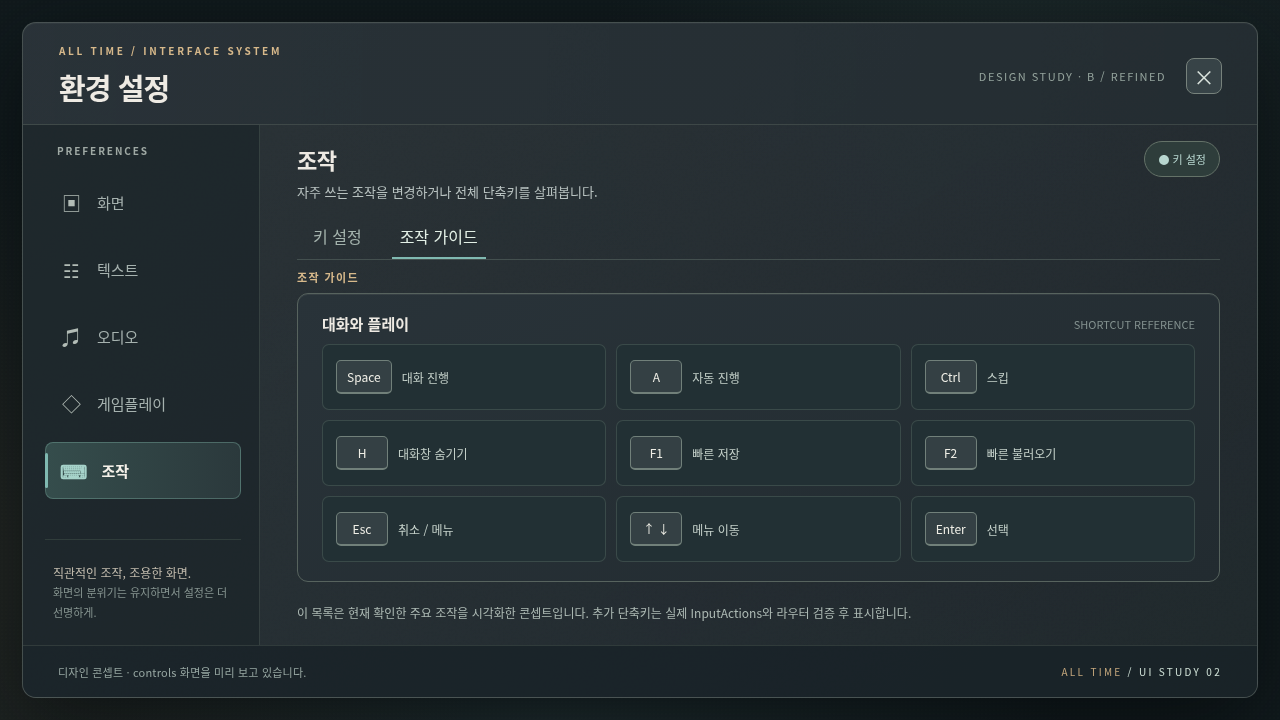 ALL TIME / INTERFACE SYSTEM
환경 설정
DESIGN STUDY · B / REFINED
PREFERENCES
화면
텍스트
오디오
게임플레이
조작
직관적인 조작, 조용한 화면.
화면의 분위기는 유지하면서 설정은 더
선명하게.
조작
자주 쓰는 조작을 변경하거나 전체 단축키를 살펴봅니다.
키 설정
키 설정
조작 가이드
조작 가이드
대화와 플레이
SHORTCUT REFERENCE
Space 대화 진행
A 자동 진행
Ctrl 스킵
H 대화창 숨기기
F1 빠른 저장
F2 빠른 불러오기
Esc 취소 / 메뉴
↑ ↓ 메뉴 이동
Enter 선택
이 목록은 현재 확인한 주요 조작을 시각화한 콘셉트입니다. 추가 단축키는 실제 InputActions와 라우터 검증 후 표시합니다.
디자인 콘셉트 · controls 화면을 미리 보고 있습니다.
ALL TIME / UI STUDY 02